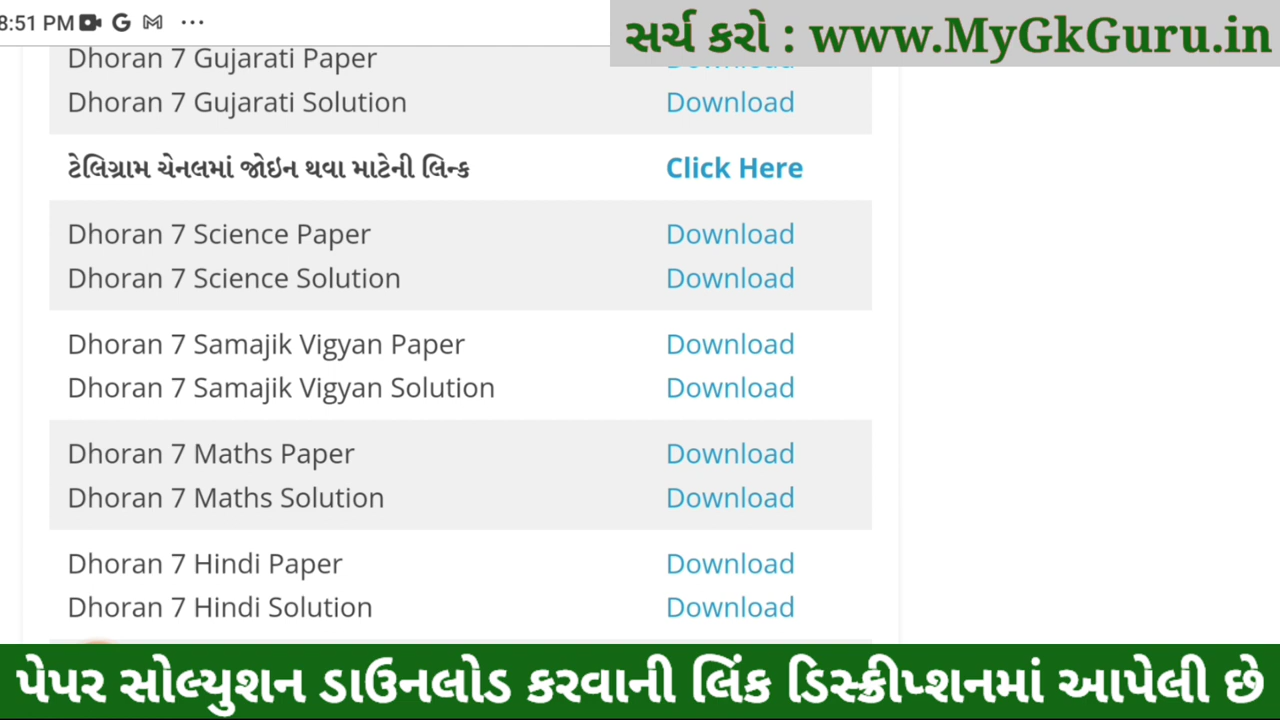 8:51 PM
સર્ચ કરો : www.MyGkGuru.in
Dhoran 7 Gujarati Paper Download
Dhoran 7 Gujarati Solution Download
ટેલિગ્રામ ચેનલમાં જોઇન થવા માટેની લિન્ક Click Here
Dhoran 7 Science Paper Download
Dhoran 7 Science Solution Download
Dhoran 7 Samajik Vigyan Paper Download
Dhoran 7 Samajik Vigyan Solution Download
Dhoran 7 Maths Paper Download
Dhoran 7 Maths Solution Download
Dhoran 7 Hindi Paper Download
Dhoran 7 Hindi Solution Download
પેપર સોલ્યુશન ડાઉનલોડ કરવાની લિંક ડિસ્ક્રીપ્શનમાં આપેલી છે